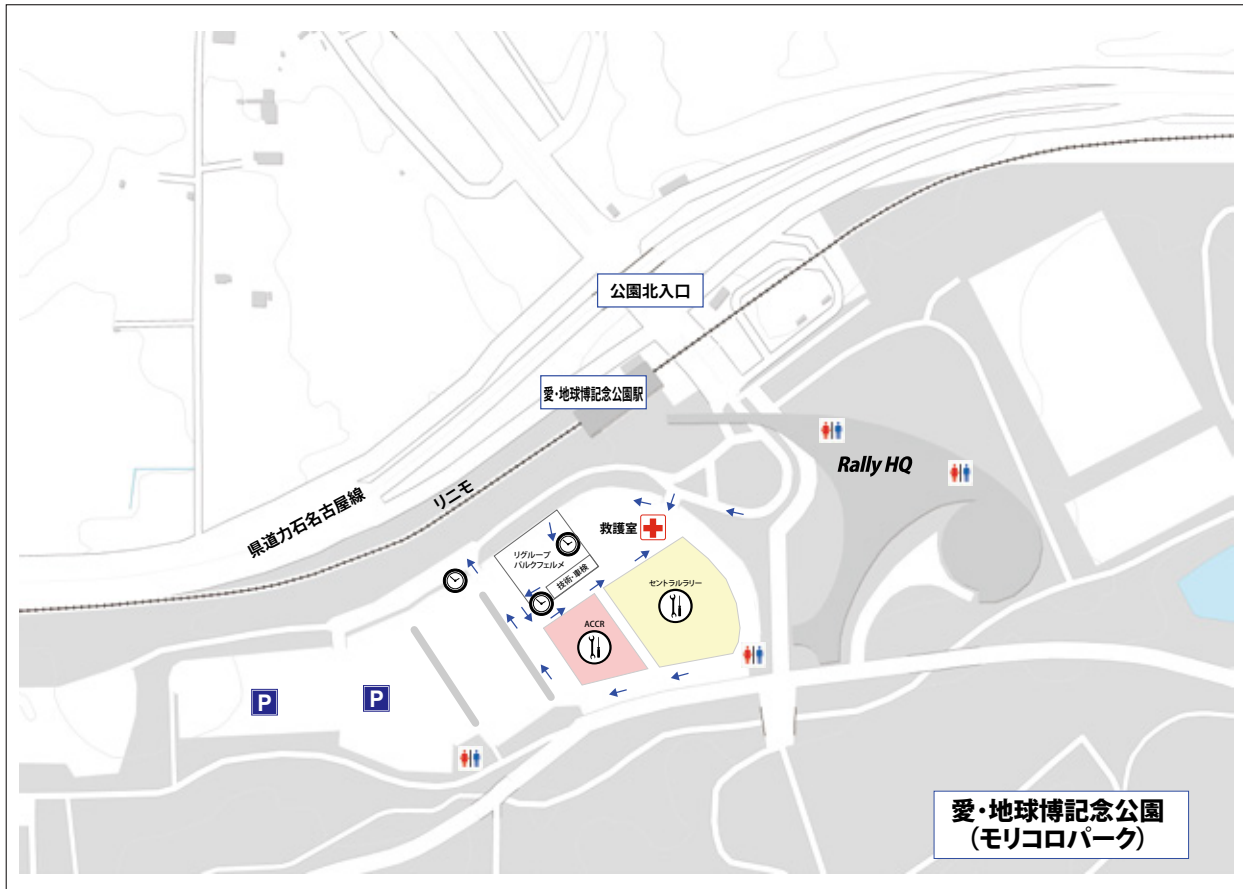 公園北入口
愛・地球博記念公園駅
Rally HQ
県道力石名古屋線
リニモ
救護室
リグループ
パルクフェルメ
技術・車検
セントラルラリー
ACCR
P
P
愛・地球博記念公園
(モリコロパーク)